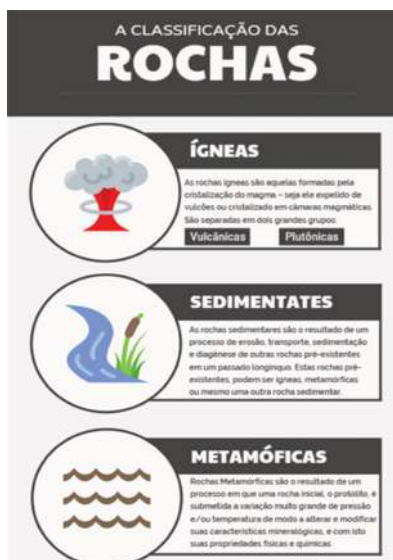 A CLASSIFICAÇÃO DAS
ROCHAS
ÍGNEAS
As rochas ígneas são aquelas formadas pela
cristalização do magma – seja ele expelido de
vulcões ou cristalizado em câmaras magmáticas.
São separadas em dois grandes grupos:
Vulcânicas
Plutônicas
SEDIMENTATES
As rochas sedimentares são o resultado de um
processo de erosão, transporte, sedimentação
e diagênese de outras rochas pré-existentes
em um passado longínquo. Estas rochas pré-
existentes, podem ser ígneas, metamórficas
ou mesmo uma outra rocha sedimentar.
METAMÓFICAS
Rochas Metamórficas são o resultado de um
processo em que uma rocha inicial, o protólito, é
submetida a variação muito grande de pressão
e/ou temperatura de modo a alterar e modificar
suas características mineralógicas, e com isto
suas propriedades físicas e químicas